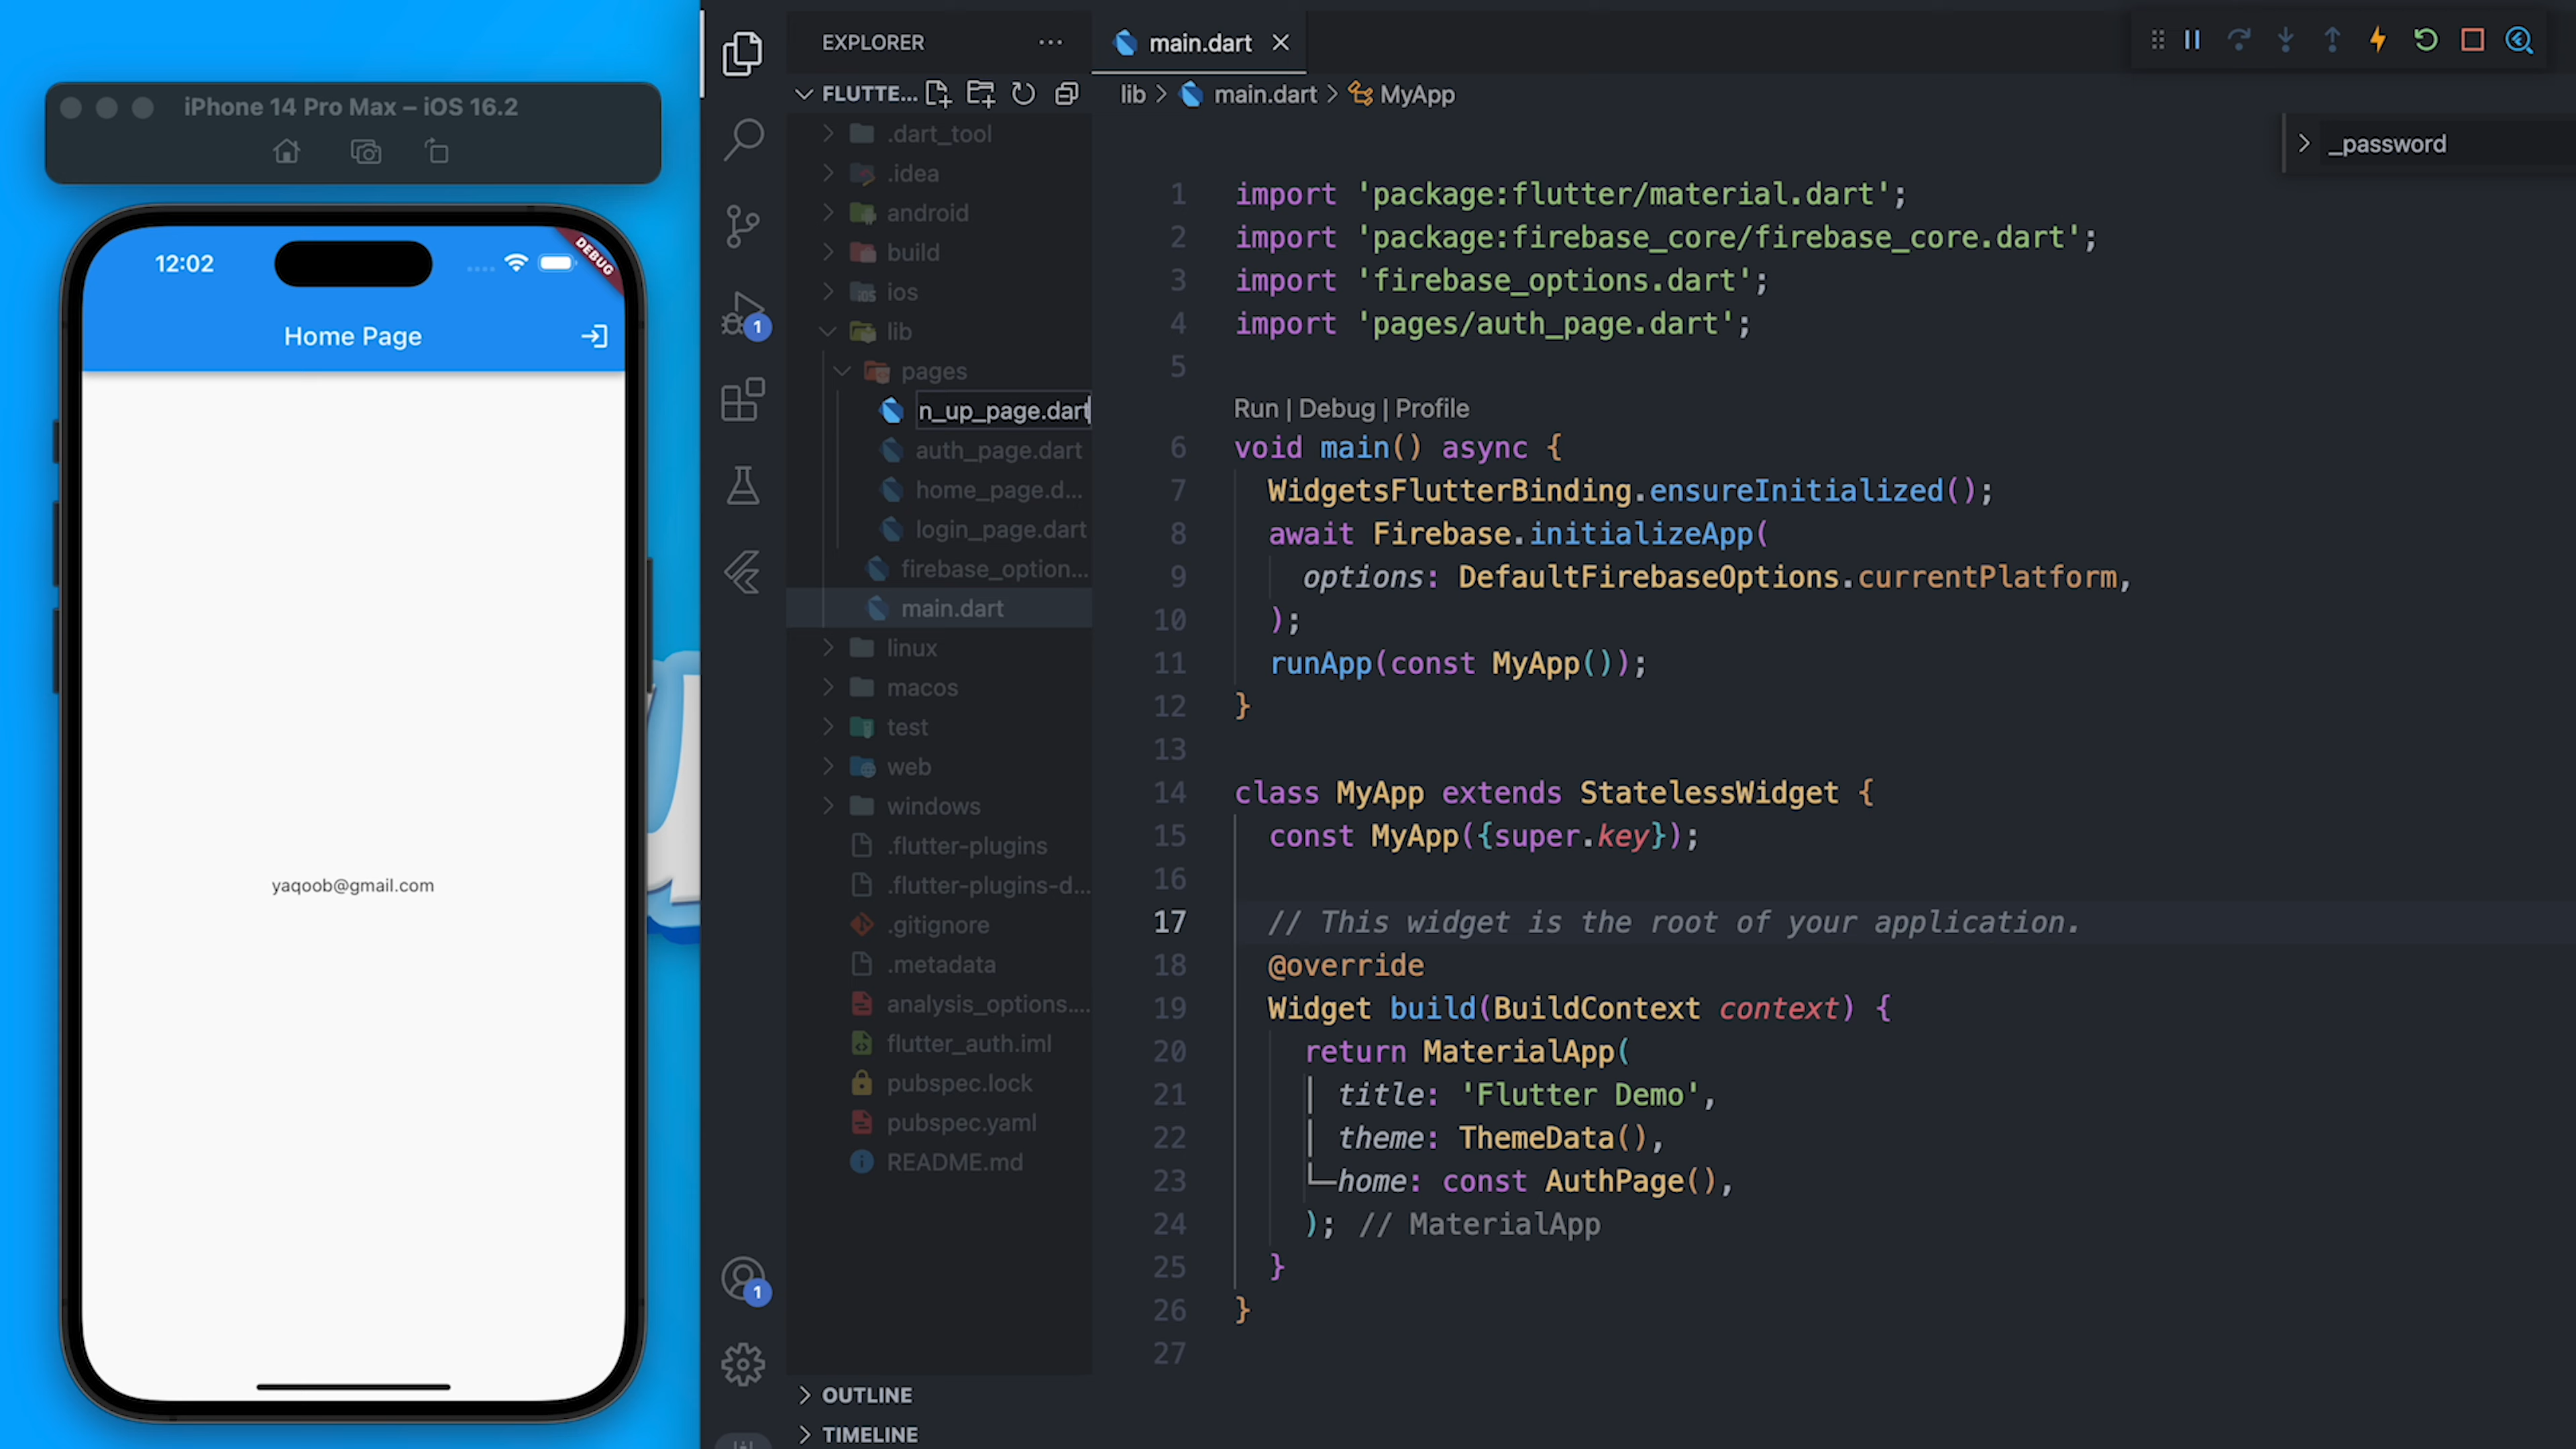 iPhone 14 Pro Max – iOS 16.2
12:02
DEBUG
Home Page
yaqoob@gmail.com
EXPLORER
FLUTTE...
.dart_tool
.idea
android
build
ios
lib
pages
n_up_page.dart
auth_page.dart
home_page.d...
login_page.dart
firebase_option...
main.dart
linux
macos
test
web
windows
.flutter-plugins
.flutter-plugins-d...
.gitignore
.metadata
analysis_options....
flutter_auth.iml
pubspec.lock
pubspec.yaml
README.md
OUTLINE
TIMELINE
1
1
main.dart
lib > main.dart > MyApp
_password
1 import 'package:flutter/material.dart';
2 import 'package:firebase_core/firebase_core.dart';
3 import 'firebase_options.dart';
4 import 'pages/auth_page.dart';
5
Run | Debug | Profile
6 void main() async {
7 WidgetsFlutterBinding.ensureInitialized();
8 await Firebase.initializeApp(
9 options: DefaultFirebaseOptions.currentPlatform,
10 );
11 runApp(const MyApp());
12 }
13
14 class MyApp extends StatelessWidget {
15 const MyApp({super.key});
16
17 // This widget is the root of your application.
18 @override
19 Widget build(BuildContext context) {
20 return MaterialApp(
21 title: 'Flutter Demo',
22 theme: ThemeData(),
23 home: const AuthPage(),
24 ); // MaterialApp
25 }
26 }
27